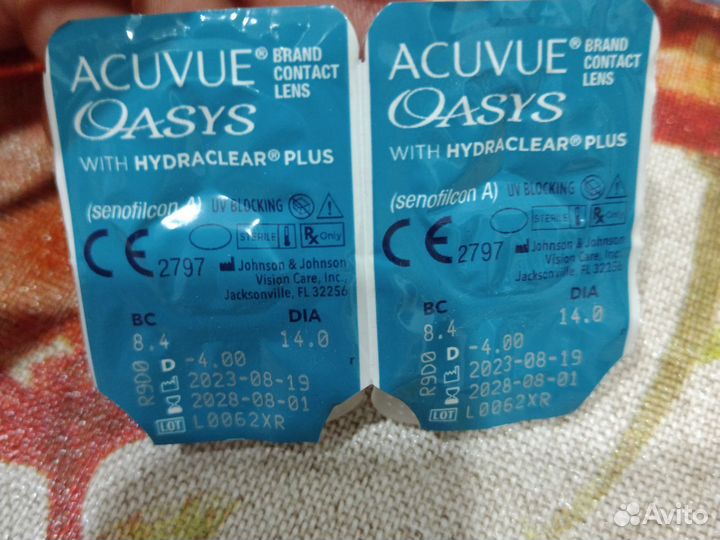 ACUVUE® BRAND CONTACT LENS
OASYS
WITH HYDRACLEAR® PLUS
(senofilcon A) UV BLOCKING
CE 2797 STERILE Rx Only
Johnson & Johnson
Vision Care, Inc.,
Jacksonville, FL 32256
BC DIA
8.4 14.0
R9D0 D -4.00
2023-08-19
2028-08-01
LOT L0062XR
ACUVUE® BRAND CONTACT LENS
OASYS
WITH HYDRACLEAR® PLUS
(senofilcon A) UV BLOCKING
CE 2797 STERILE Rx Only
Johnson & Johnson
Vision Care, Inc.,
Jacksonville, FL 32256
BC DIA
8.4 14.0
R9D0 D -4.00
2023-08-19
2028-08-01
LOT L0062XR
Avito